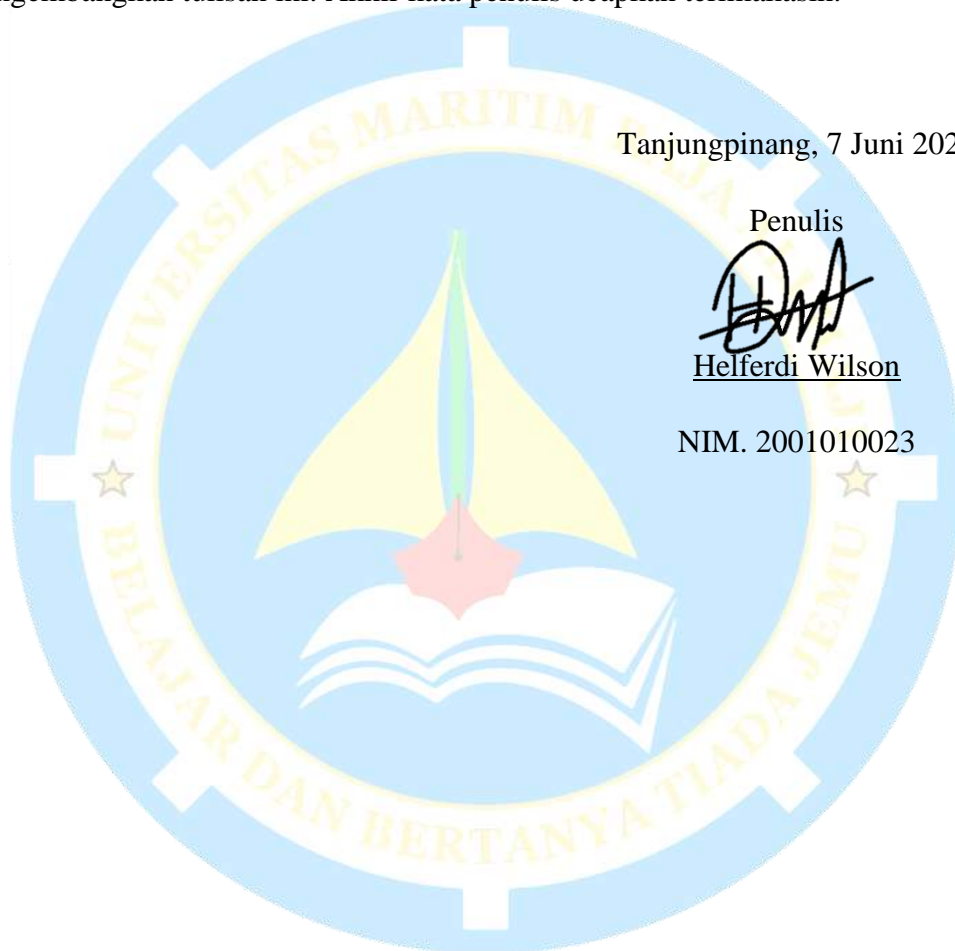 ngembangkan tulisan ini. Akhir kata penulis ucapkan terimakasih.
Tanjungpinang, 7 Juni 202
Penulis
Helferdi Wilson
NIM. 2001010023
UNIVERSITAS MARITIM
BELAJAR DAN BERTANYA TIADA JEMU